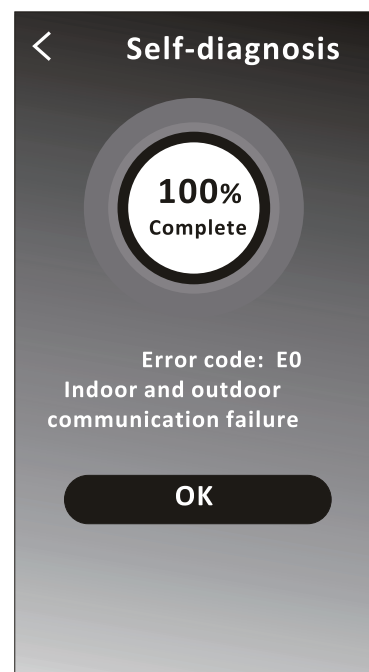 Self-diagnosis
100%
Complete
Error code: E0
Indoor and outdoor
communication failure
OK